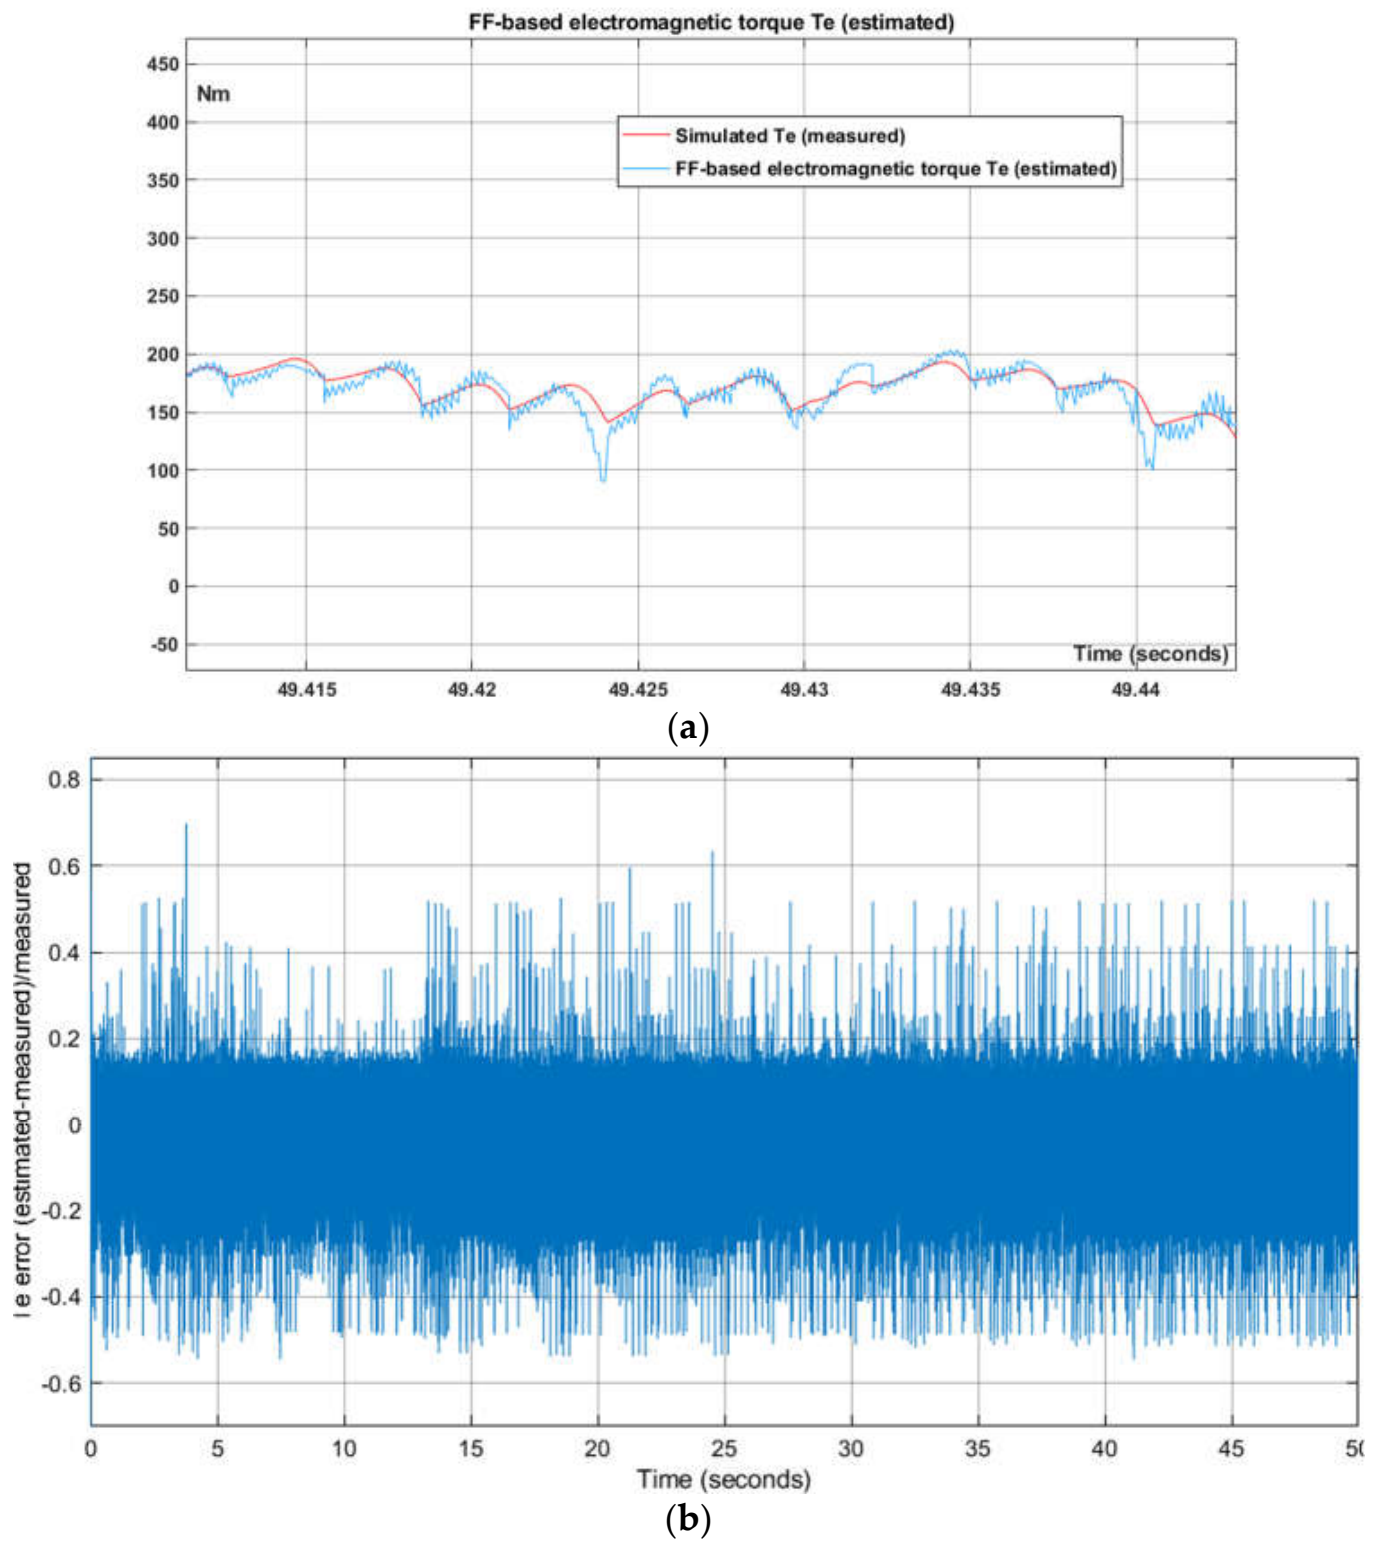 FF-based electromagnetic torque Te (estimated)
450
Nm
400
Simulated Te (measured)
FF-based electromagnetic torque Te (estimated)
350
300
250
200
150
100
50
0
-50
Time (seconds)
49.415 49.42 49.425 49.43 49.435 49.44
(a)
0.8
0.6
0.4
0.2
0
-0.2
-0.4
-0.6
Te error (estimated-measured)/measured
0 5 10 15 20 25 30 35 40 45 50
Time (seconds)
(b)